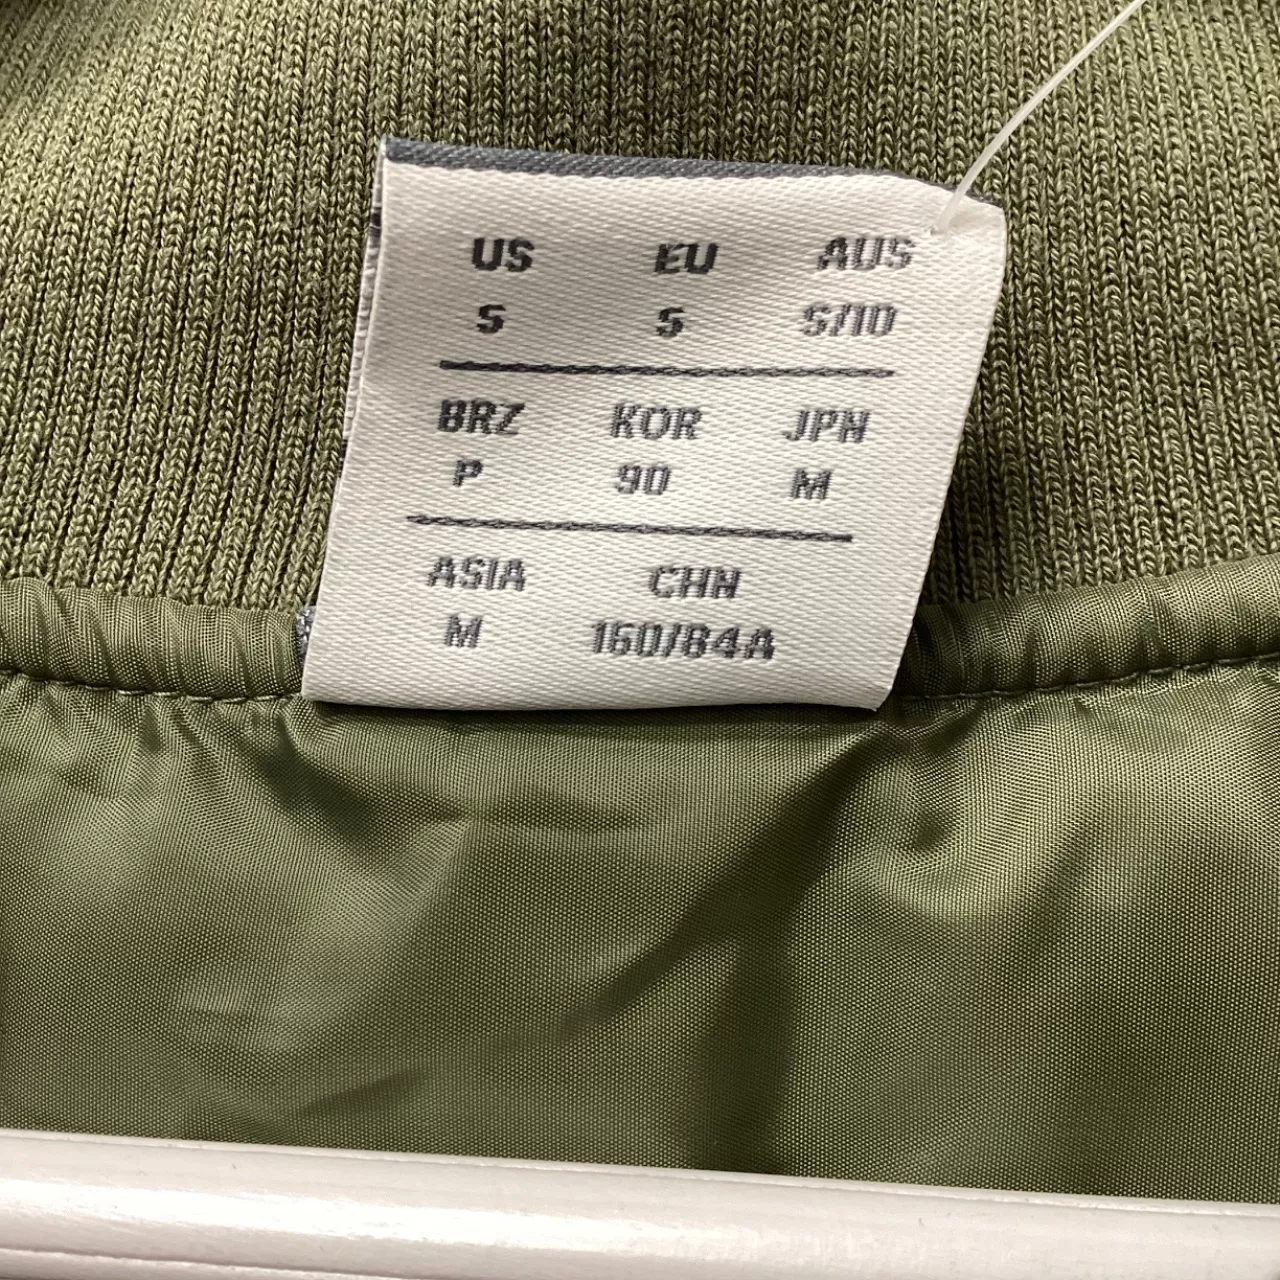 US EU AUS
S S S/10
BRZ KOR JPN
P 90 M
ASIA CHN
M 160/84A